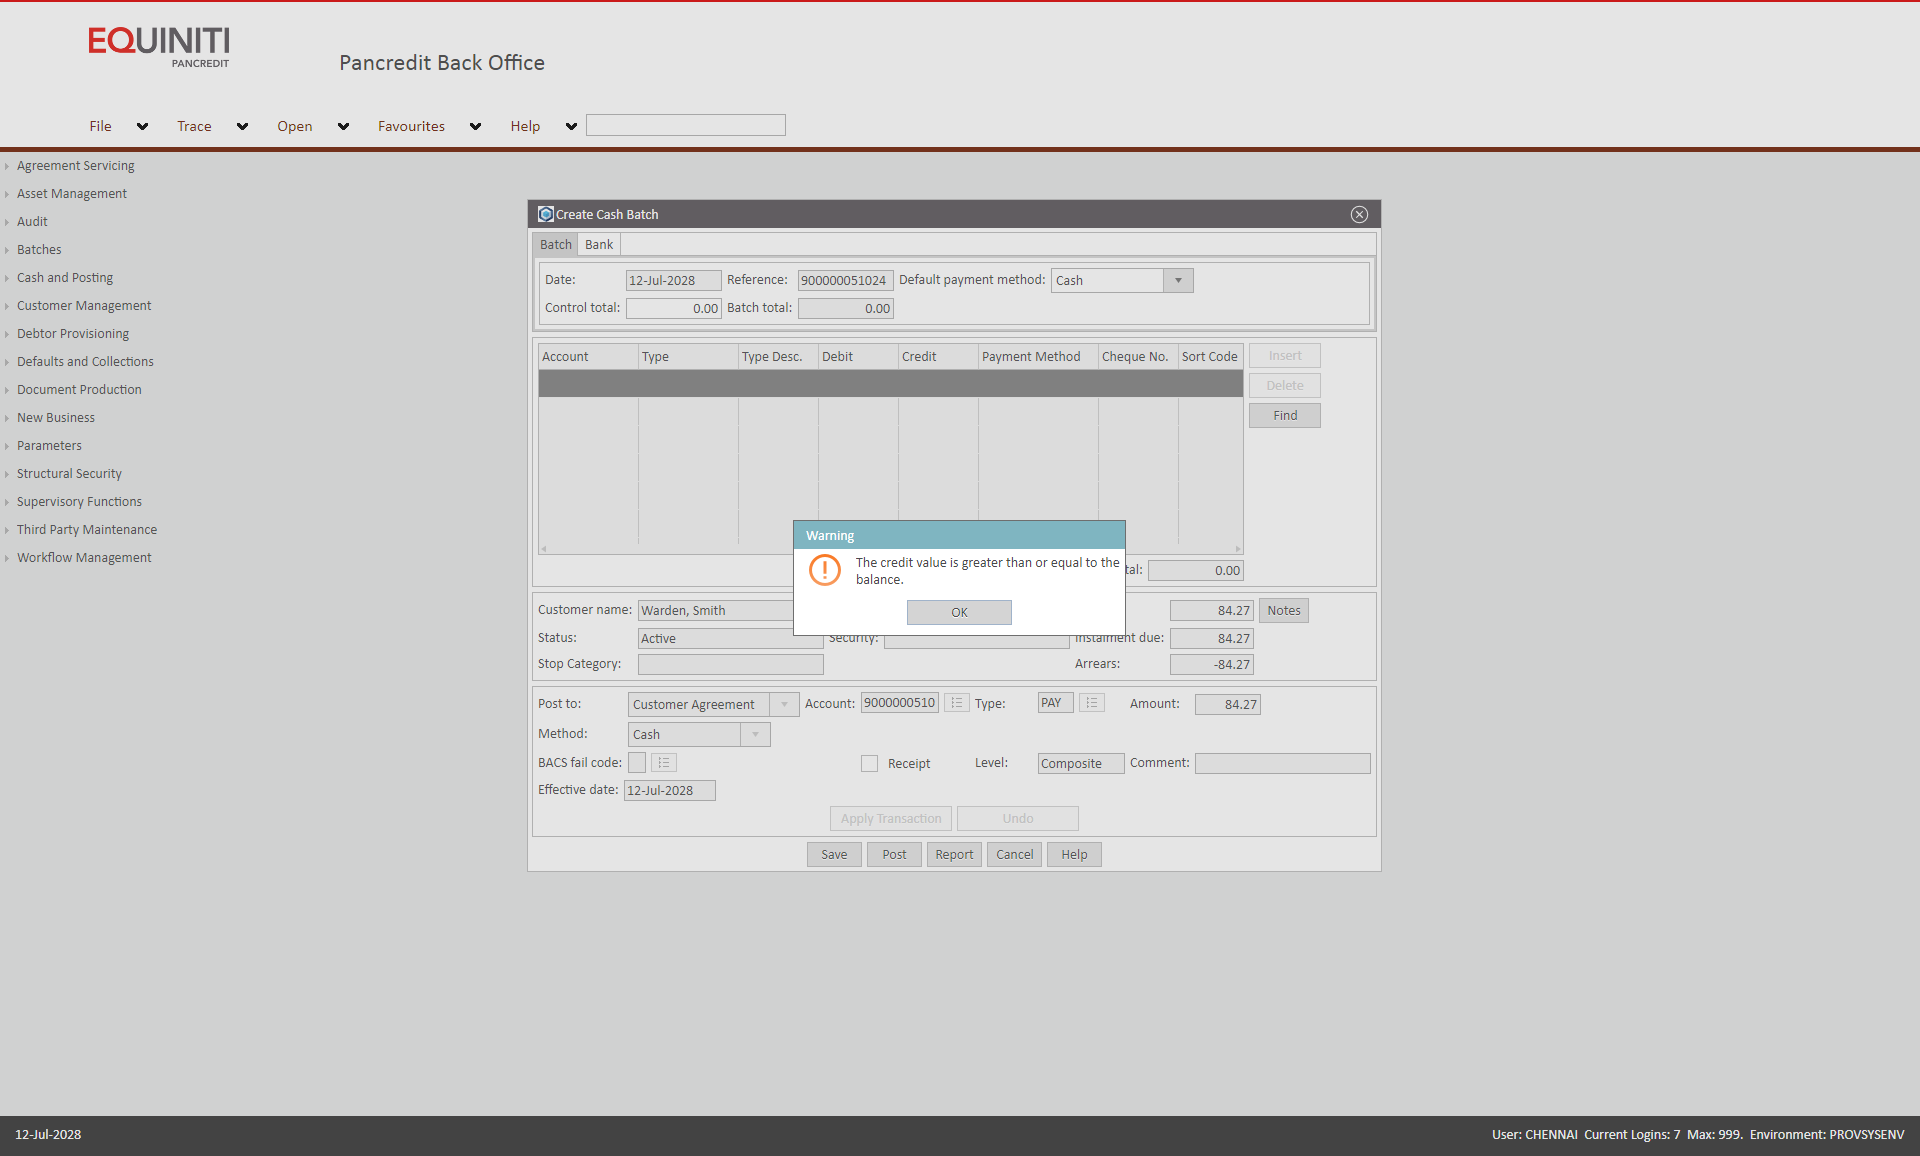 EQUINITI
PANCREDIT
Pancredit Back Office
File Trace Open Favourites Help
Agreement Servicing
Asset Management
Audit
Batches
Cash and Posting
Customer Management
Debtor Provisioning
Defaults and Collections
Document Production
New Business
Parameters
Structural Security
Supervisory Functions
Third Party Maintenance
Workflow Management
Create Cash Batch
Batch Bank
Date: 12-Jul-2028 Reference: 900000051024 Default payment method: Cash
Control total: 0.00 Batch total: 0.00
Account Type Type Desc. Debit Credit Payment Method Cheque No. Sort Code
Insert
Delete
Find
Warning
The credit value is greater than or equal to the
balance.
OK
tal: 0.00
Customer name: Warden, Smith 84.27 Notes
Status: Active Security: Instalment due: 84.27
Stop Category: Arrears: -84.27
Post to: Customer Agreement Account: 9000000510 Type: PAY Amount: 84.27
Method: Cash
BACS fail code: Receipt Level: Composite Comment:
Effective date: 12-Jul-2028
Apply Transaction Undo
Save Post Report Cancel Help
12-Jul-2028 User: CHENNAI Current Logins: 7 Max: 999. Environment: PROVSYSENV